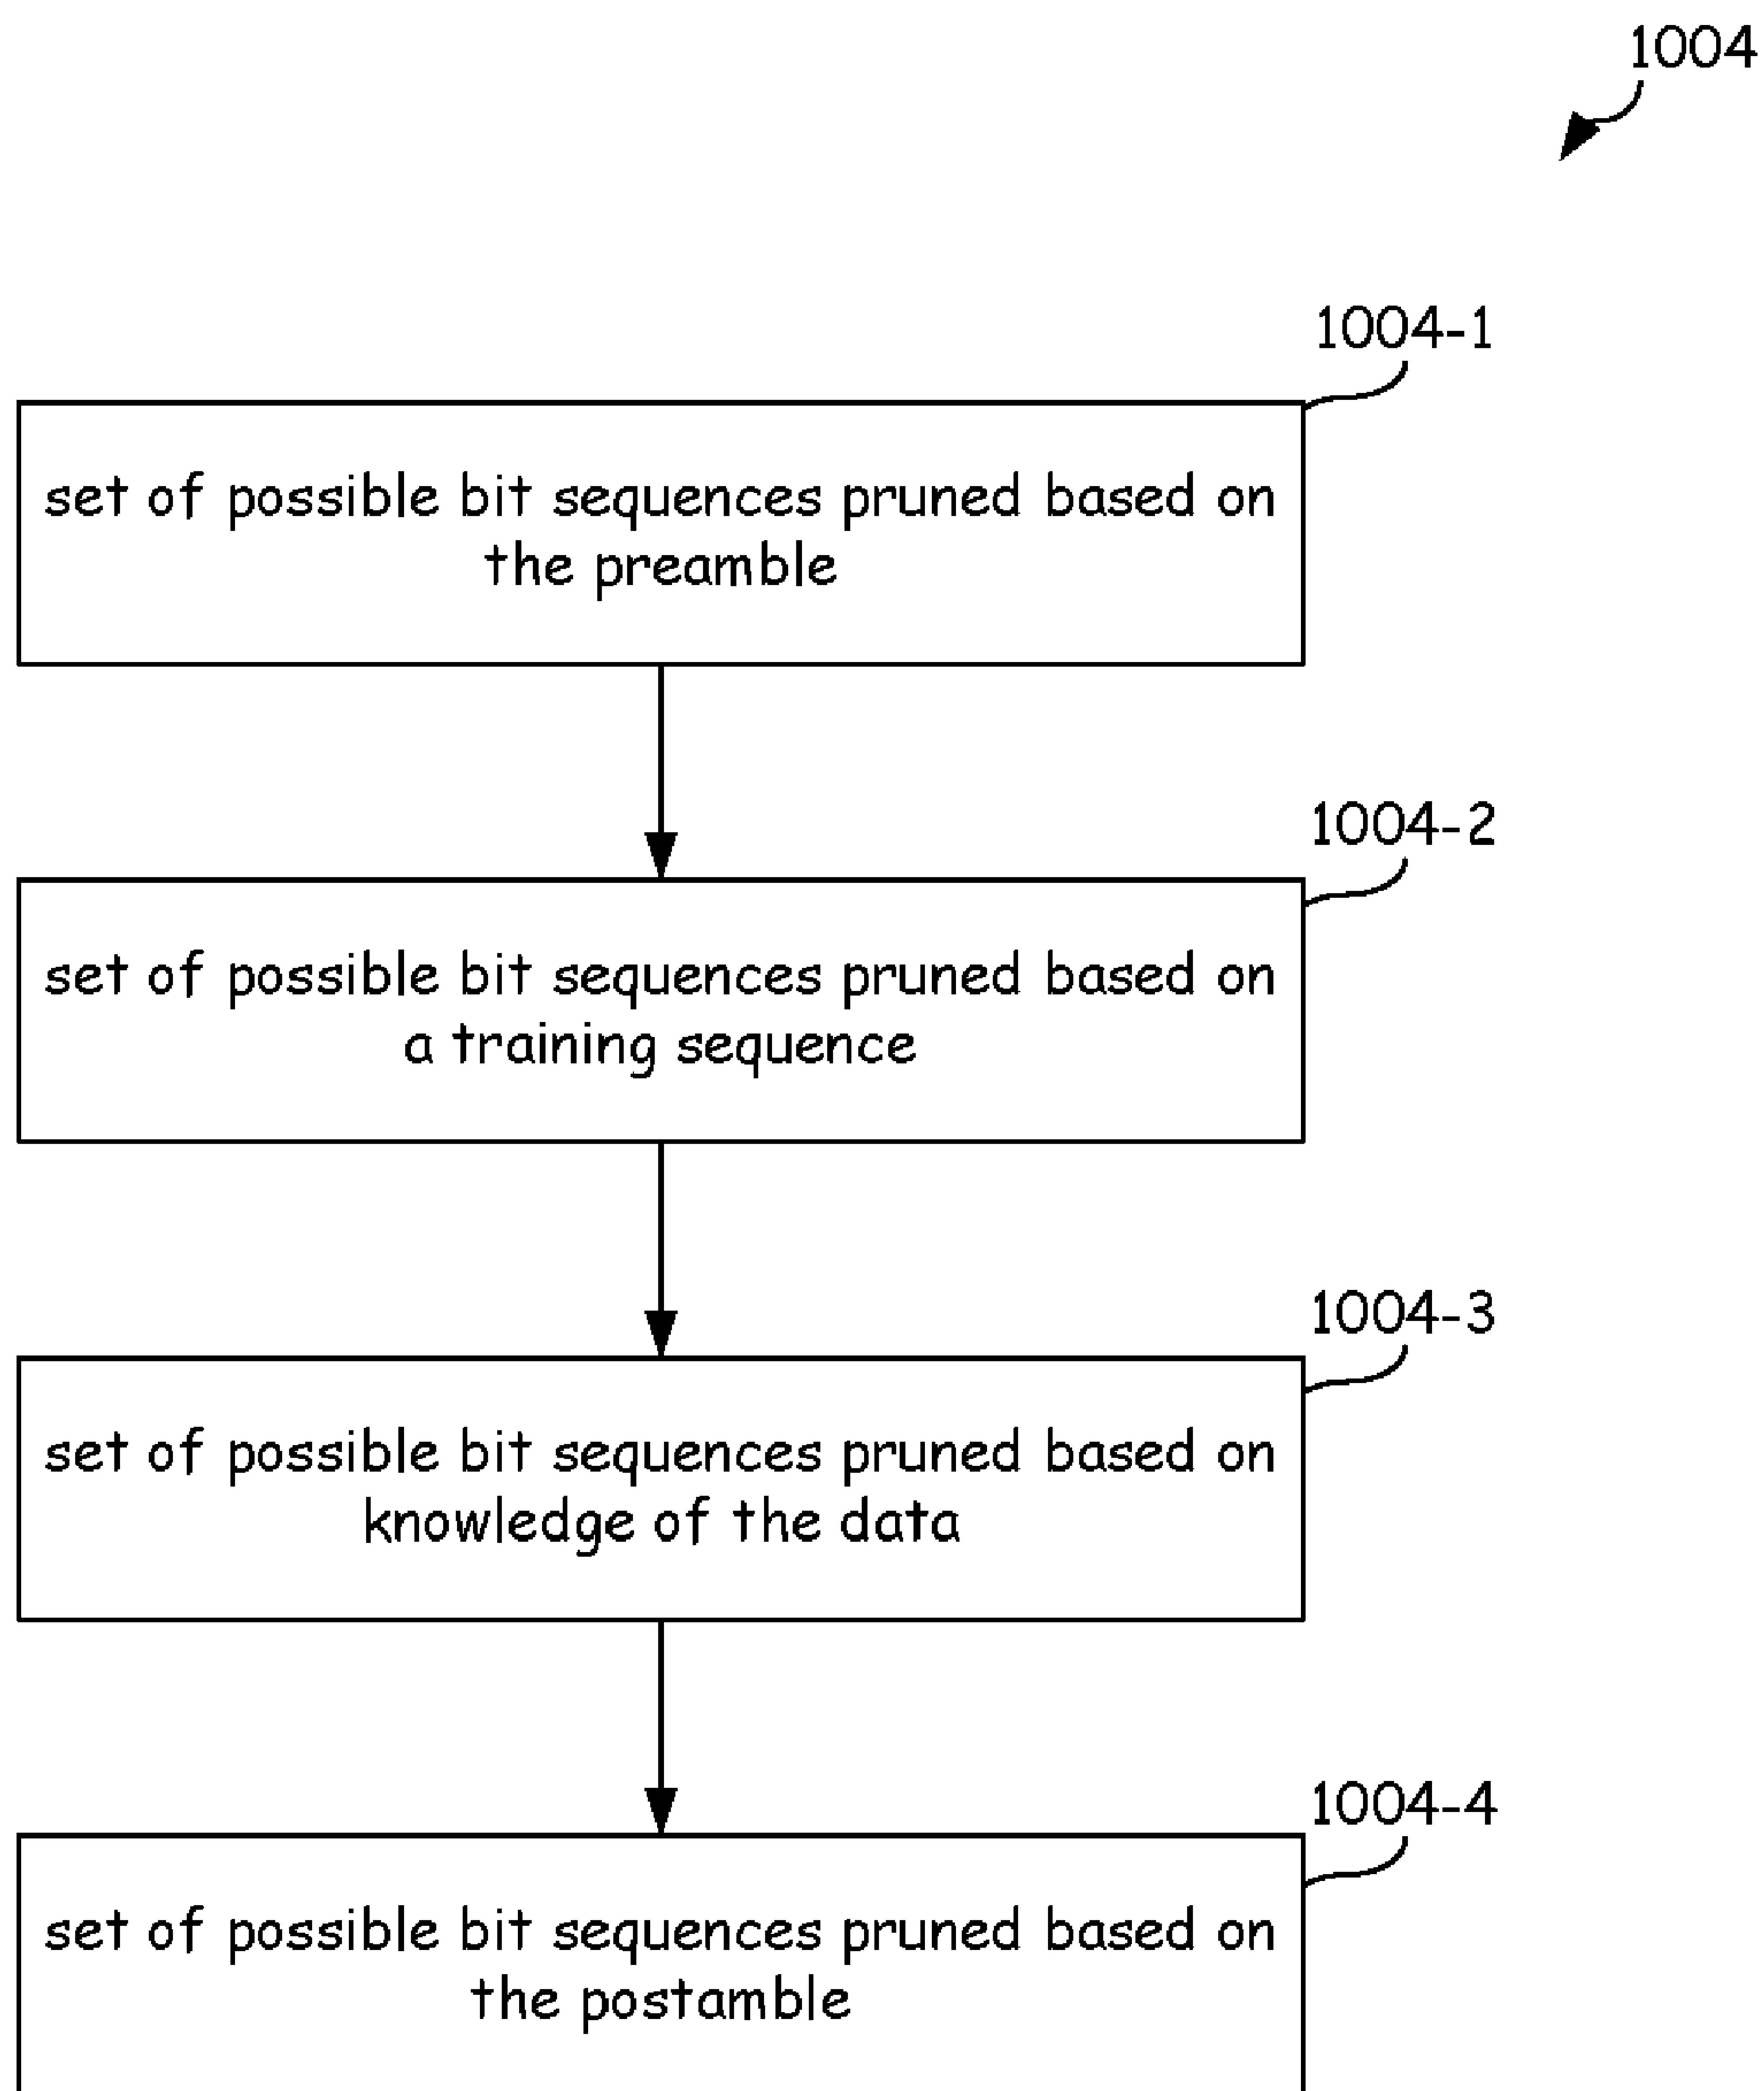 1004
1004-1
set of possible bit sequences pruned based on
the preamble
1004-2
set of possible bit sequences pruned based on
a training sequence
1004-3
set of possible bit sequences pruned based on
knowledge of the data
1004-4
set of possible bit sequences pruned based on
the postamble